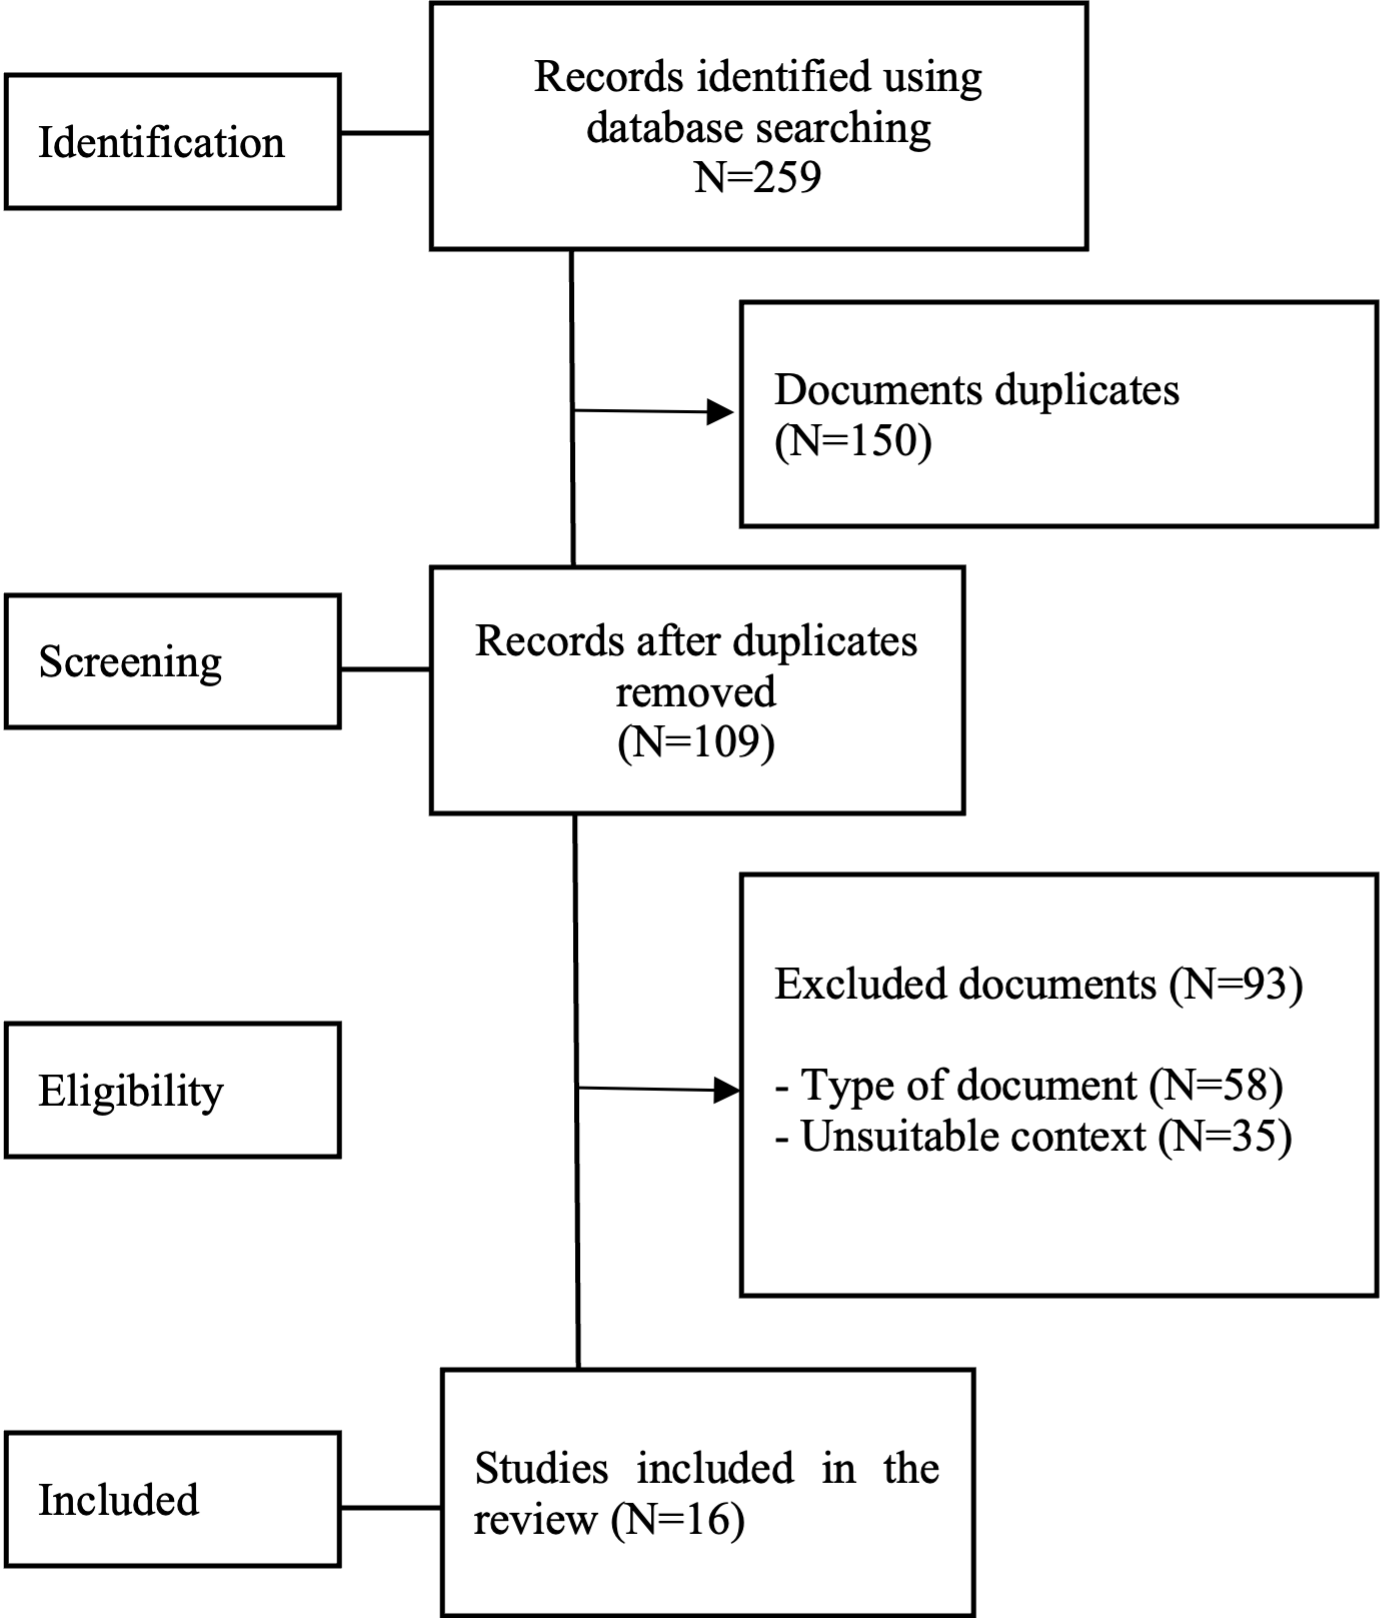 Identification
Records identified using
database searching
N=259
Documents duplicates
(N=150)
Screening
Records after duplicates
removed
(N=109)
Eligibility
Excluded documents (N=93)
- Type of document (N=58)
- Unsuitable context (N=35)
Included
Studies included in the
review (N=16)